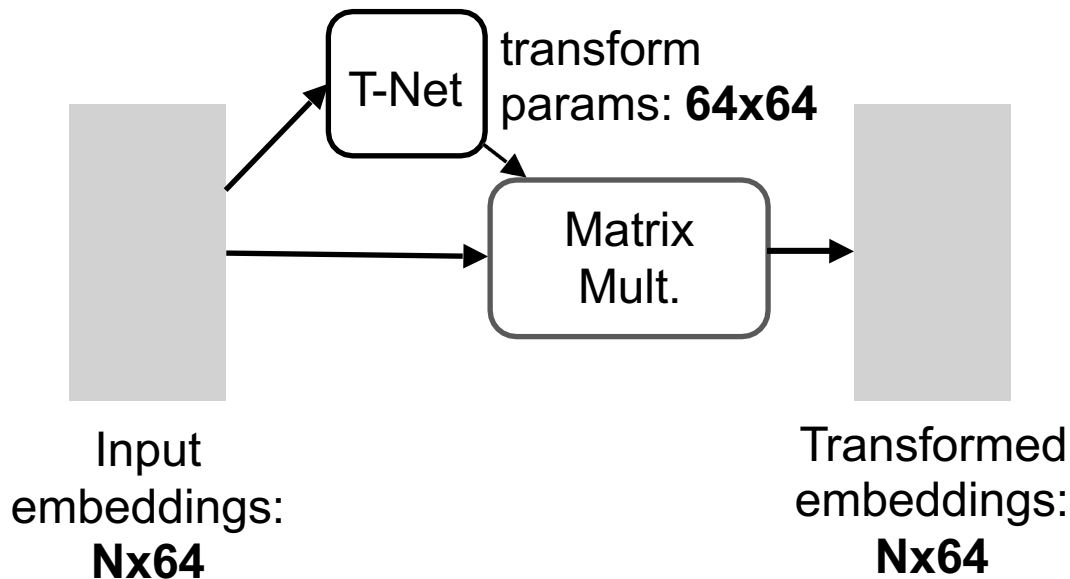 T-Net
transform
params: 64x64
Matrix
Mult.
Input
embeddings:
Nx64
Transformed
embeddings:
Nx64